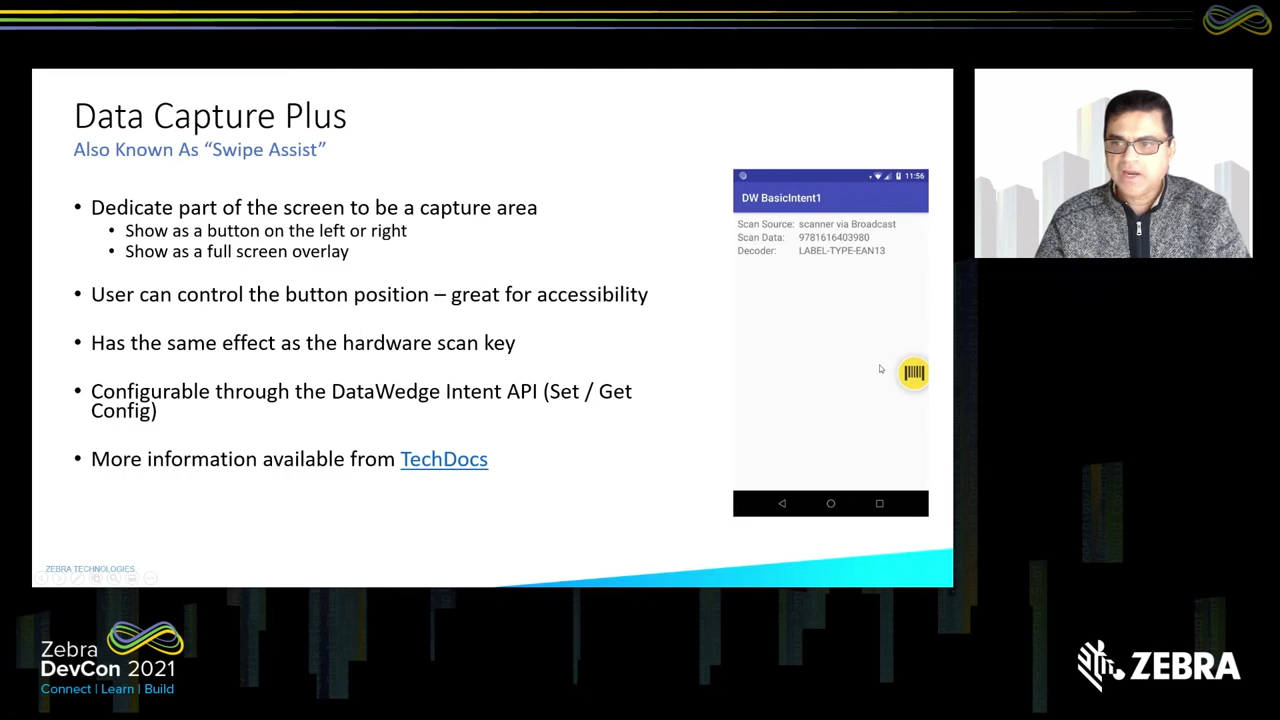 Data Capture Plus
Also Known As “Swipe Assist”
• Dedicate part of the screen to be a capture area
• Show as a button on the left or right
• Show as a full screen overlay
• User can control the button position – great for accessibility
• Has the same effect as the hardware scan key
• Configurable through the DataWedge Intent API (Set / Get
Config)
• More information available from TechDocs
ZEBRA TECHNOLOGIES
11:56
DW BasicIntent1
Scan Source: scanner via Broadcast
Scan Data: 9781616403980
Decoder: LABEL-TYPE-EAN13
Zebra
DevCon 2021
Connect | Learn | Build
ZEBRA